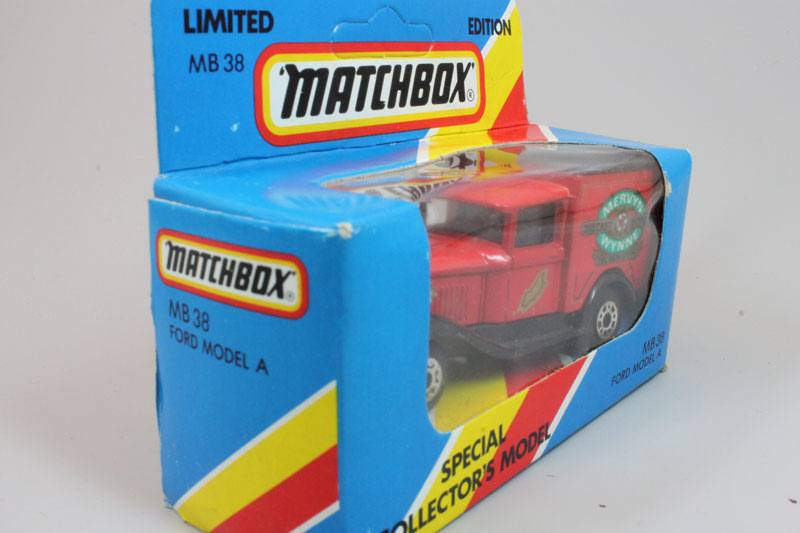 LIMITED EDITION
MB 38
"MATCHBOX"®
"MATCHBOX"®
MB 38
FORD MODEL A
MERVYN
WYNNE
MB 38
FORD MODEL A
SPECIAL
COLLECTOR'S MODEL